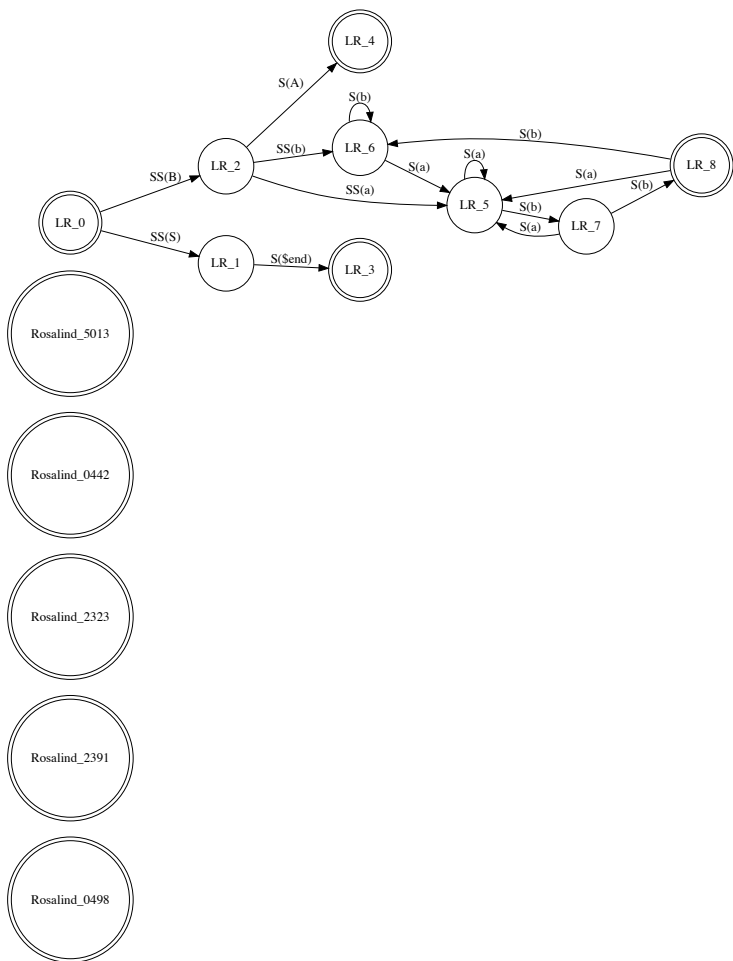 LR_4
S(A)
S(b)
LR_6
S(b)
SS(b)
SS(B)
LR_2
S(a)
S(a)
S(a)
LR_8
SS(a)
S(b)
LR_5
S(b)
LR_0
S(a)
LR_7
SS(S)
LR_1
S($end)
LR_3
Rosalind_5013
Rosalind_0442
Rosalind_2323
Rosalind_2391
Rosalind_0498